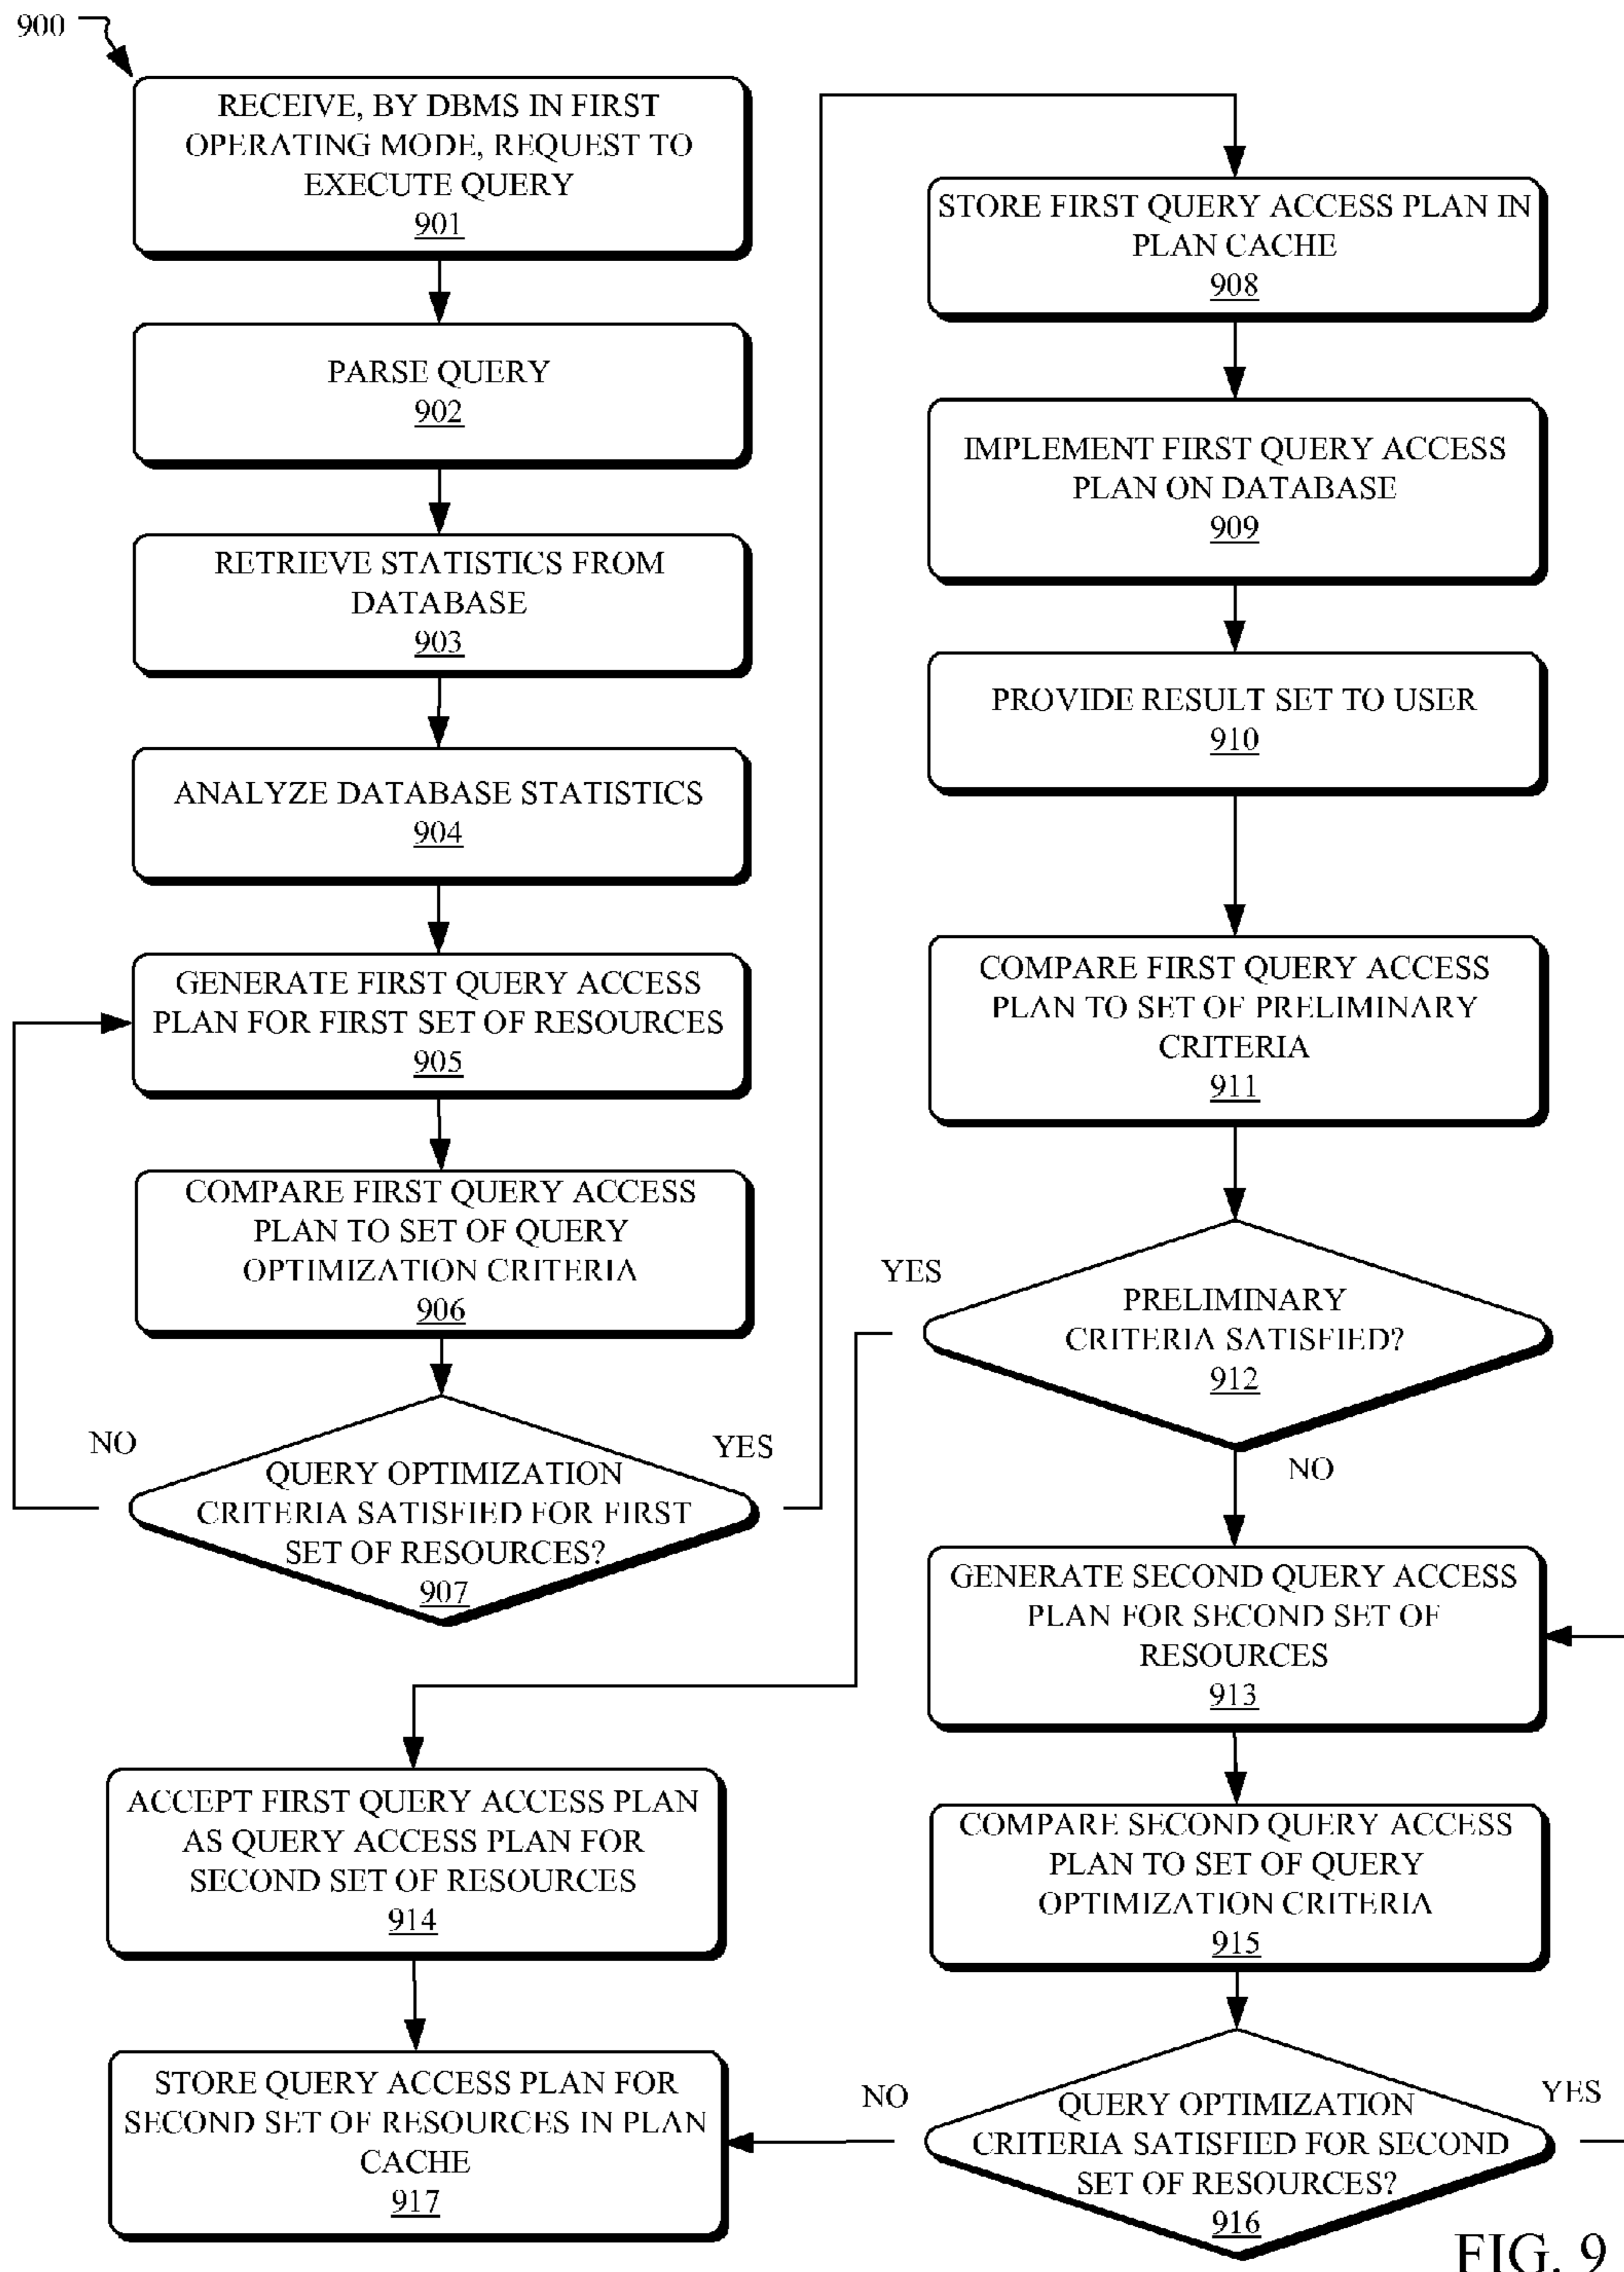 900
RECEIVE, BY DBMS IN FIRST
OPERATING MODE, REQUEST TO
EXECUTE QUERY
901
PARSE QUERY
902
RETRIEVE STATISTICS FROM
DATABASE
903
ANALYZE DATABASE STATISTICS
904
GENERATE FIRST QUERY ACCESS
PLAN FOR FIRST SET OF RESOURCES
905
COMPARE FIRST QUERY ACCESS
PLAN TO SET OF QUERY
OPTIMIZATION CRITERIA
906
NO
YES
QUERY OPTIMIZATION
CRITERIA SATISFIED FOR FIRST
SET OF RESOURCES?
907
STORE FIRST QUERY ACCESS PLAN IN
PLAN CACHE
908
IMPLEMENT FIRST QUERY ACCESS
PLAN ON DATABASE
909
PROVIDE RESULT SET TO USER
910
COMPARE FIRST QUERY ACCESS
PLAN TO SET OF PRELIMINARY
CRITERIA
911
YES
PRELIMINARY
CRITERIA SATISFIED?
912
NO
GENERATE SECOND QUERY ACCESS
PLAN FOR SECOND SET OF
RESOURCES
913
ACCEPT FIRST QUERY ACCESS PLAN
AS QUERY ACCESS PLAN FOR
SECOND SET OF RESOURCES
914
COMPARE SECOND QUERY ACCESS
PLAN TO SET OF QUERY
OPTIMIZATION CRITERIA
915
STORE QUERY ACCESS PLAN FOR
SECOND SET OF RESOURCES IN PLAN
CACHE
917
NO
YES
QUERY OPTIMIZATION
CRITERIA SATISFIED FOR SECOND
SET OF RESOURCES?
916
FIG. 9